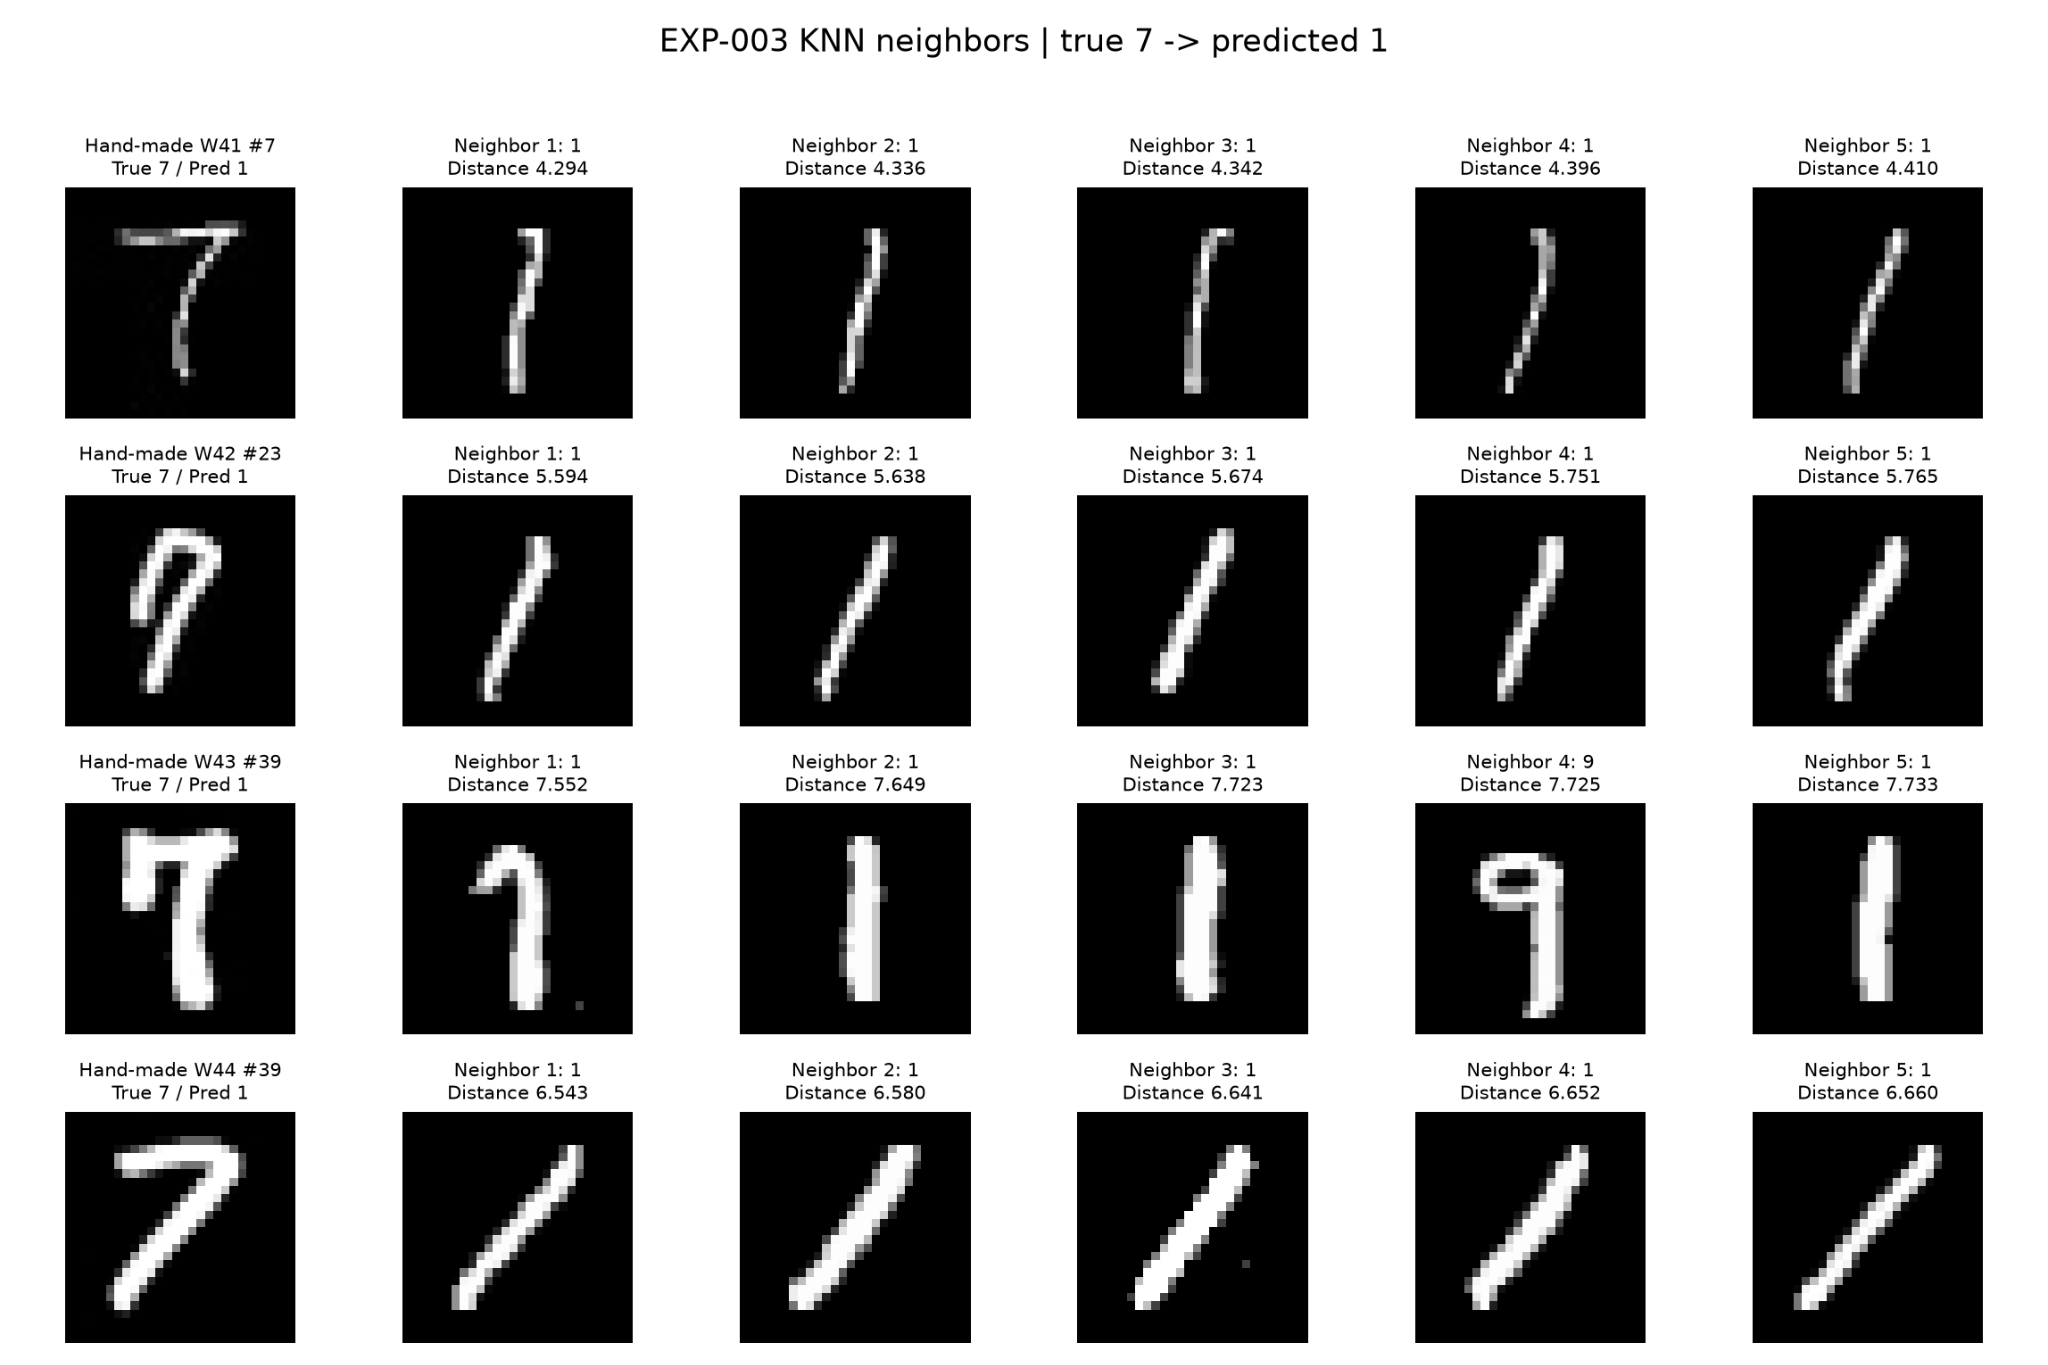 EXP-003 KNN neighbors | true 7 -> predicted 1
Hand-made W41 #7
True 7 / Pred 1
Neighbor 1: 1
Distance 4.294
Neighbor 2: 1
Distance 4.336
Neighbor 3: 1
Distance 4.342
Neighbor 4: 1
Distance 4.396
Neighbor 5: 1
Distance 4.410
Hand-made W42 #23
True 7 / Pred 1
Neighbor 1: 1
Distance 5.594
Neighbor 2: 1
Distance 5.638
Neighbor 3: 1
Distance 5.674
Neighbor 4: 1
Distance 5.751
Neighbor 5: 1
Distance 5.765
Hand-made W43 #39
True 7 / Pred 1
Neighbor 1: 1
Distance 7.552
Neighbor 2: 1
Distance 7.649
Neighbor 3: 1
Distance 7.723
Neighbor 4: 9
Distance 7.725
Neighbor 5: 1
Distance 7.733
Hand-made W44 #39
True 7 / Pred 1
Neighbor 1: 1
Distance 6.543
Neighbor 2: 1
Distance 6.580
Neighbor 3: 1
Distance 6.641
Neighbor 4: 1
Distance 6.652
Neighbor 5: 1
Distance 6.660